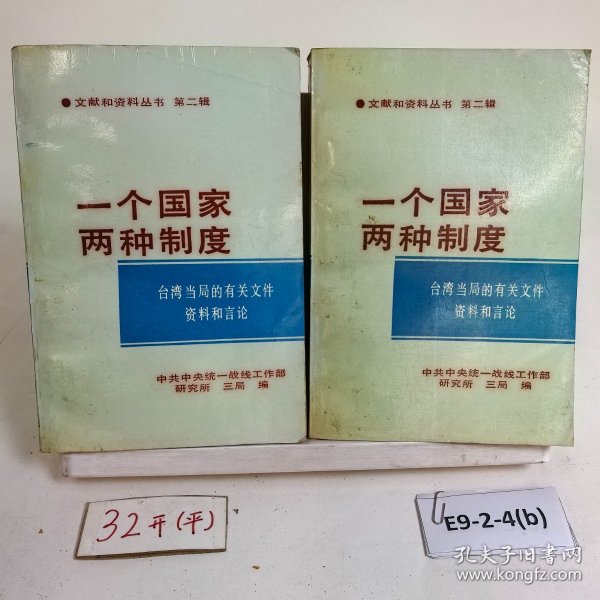 ●文献和资料丛书 第二辑
一个国家
两种制度
台湾当局的有关文件
资料和言论
中共中央统一战线工作部
研究所 三局 编
●文献和资料丛书 第二辑
一个国家
两种制度
台湾当局的有关文件
资料和言论
中共中央统一战线工作部
研究所 三局 编
32开(平)
E9-2-4(b)
孔夫子旧书网
www.kongfz.com